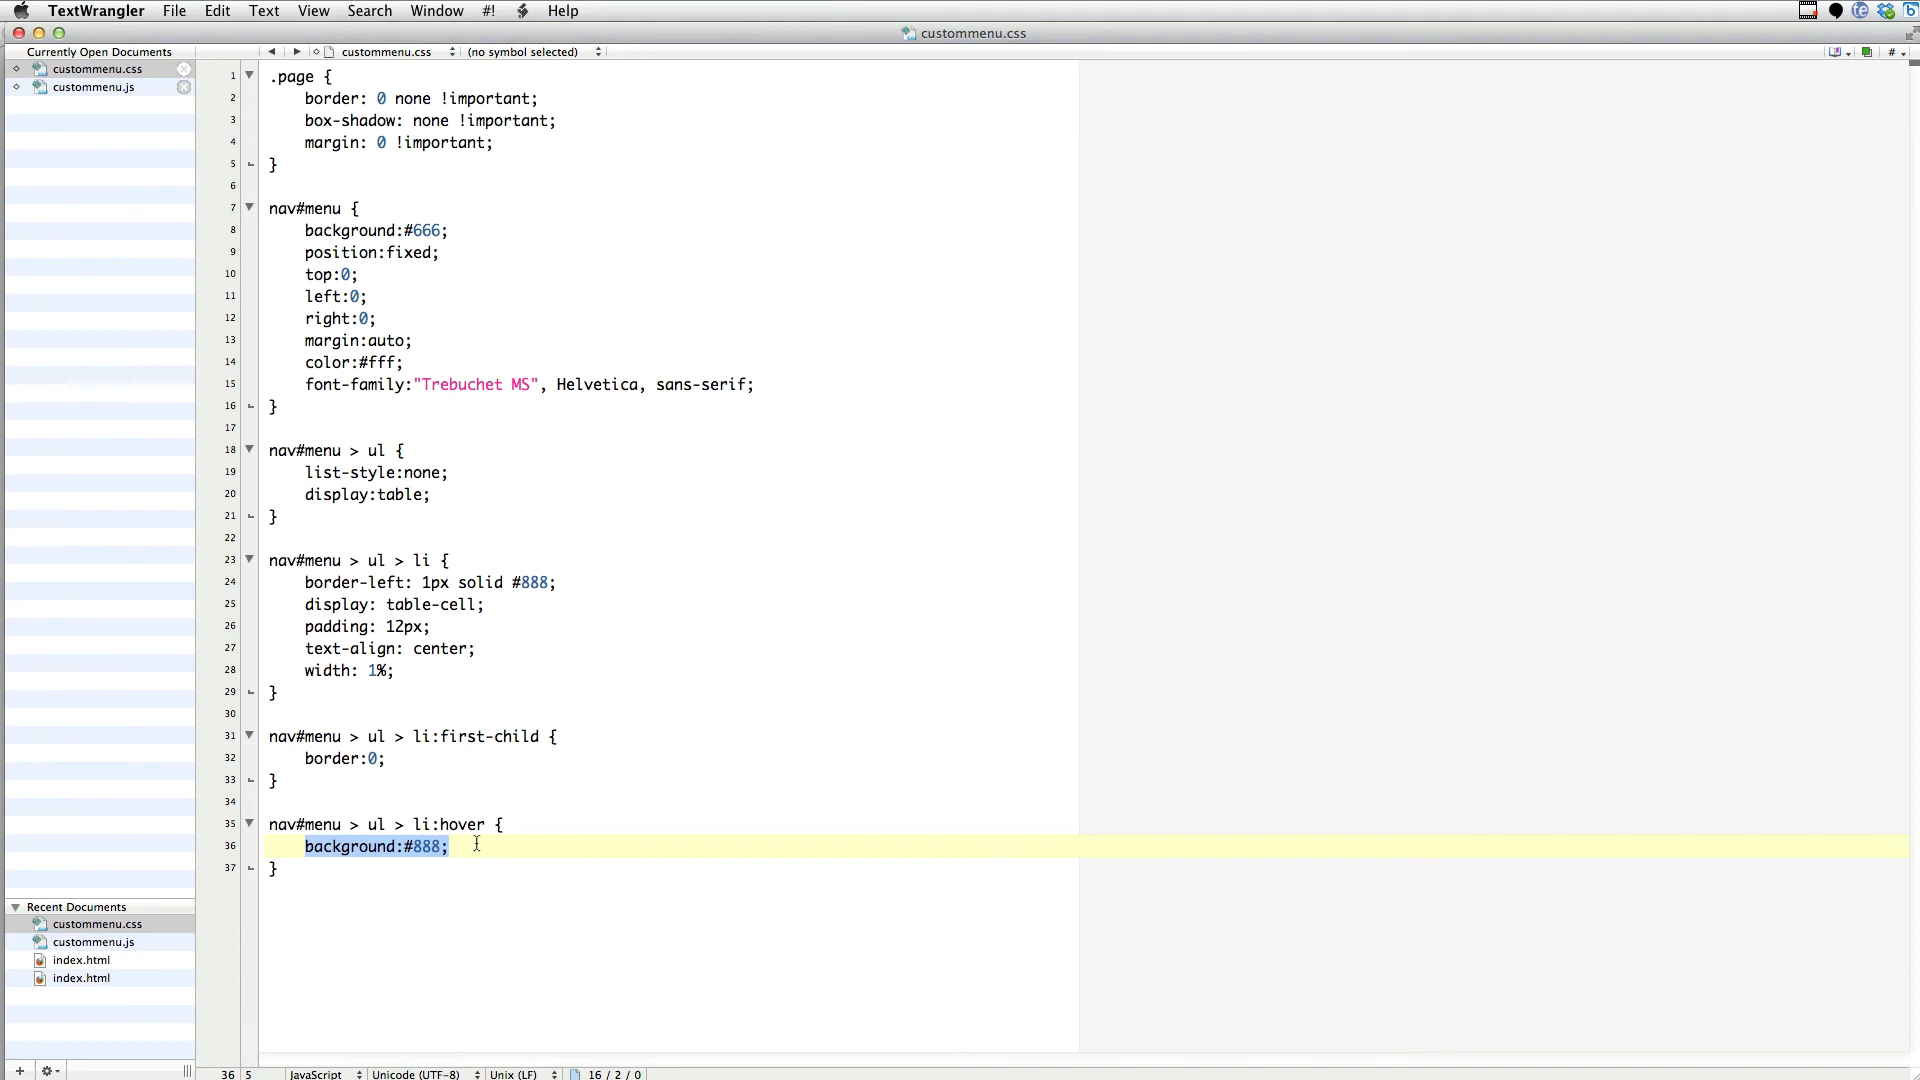 TextWrangler File Edit Text View Search Window #! Help
custommenu.css
Currently Open Documents
custommenu.css (no symbol selected) #
custommenu.css
custommenu.js
1 .page {
2 border: 0 none !important;
3 box-shadow: none !important;
4 margin: 0 !important;
5 }
6
7 nav#menu {
8 background:#666;
9 position:fixed;
10 top:0;
11 left:0;
12 right:0;
13 margin:auto;
14 color:#fff;
15 font-family:"Trebuchet MS", Helvetica, sans-serif;
16 }
17
18 nav#menu > ul {
19 list-style:none;
20 display:table;
21 }
22
23 nav#menu > ul > li {
24 border-left: 1px solid #888;
25 display: table-cell;
26 padding: 12px;
27 text-align: center;
28 width: 1%;
29 }
30
31 nav#menu > ul > li:first-child {
32 border:0;
33 }
34
35 nav#menu > ul > li:hover {
36 background:#888;
37 }
Recent Documents
custommenu.css
custommenu.js
index.html
index.html
36 5 JavaScript Unicode (UTF-8) Unix (LF) 16 / 2 / 0